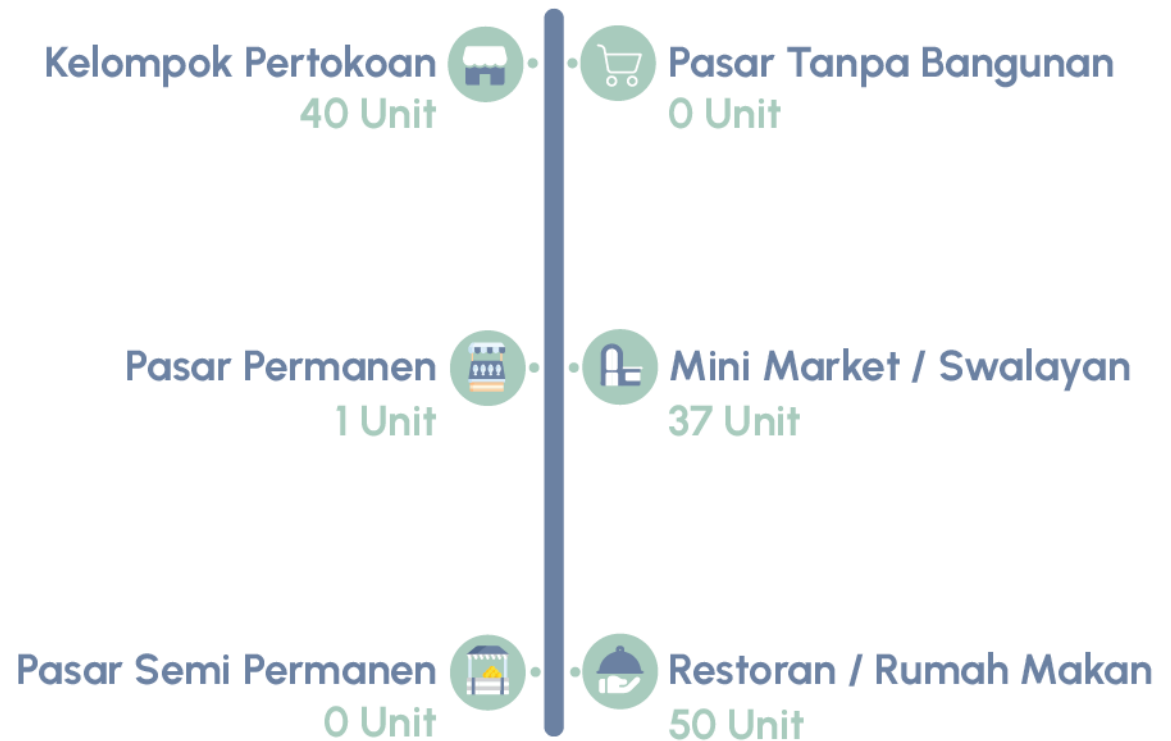 Kelompok Pertokoan
40 Unit
Pasar Tanpa Bangunan
0 Unit
Pasar Permanen
1 Unit
Mini Market / Swalayan
37 Unit
Pasar Semi Permanen
0 Unit
Restoran / Rumah Makan
50 Unit